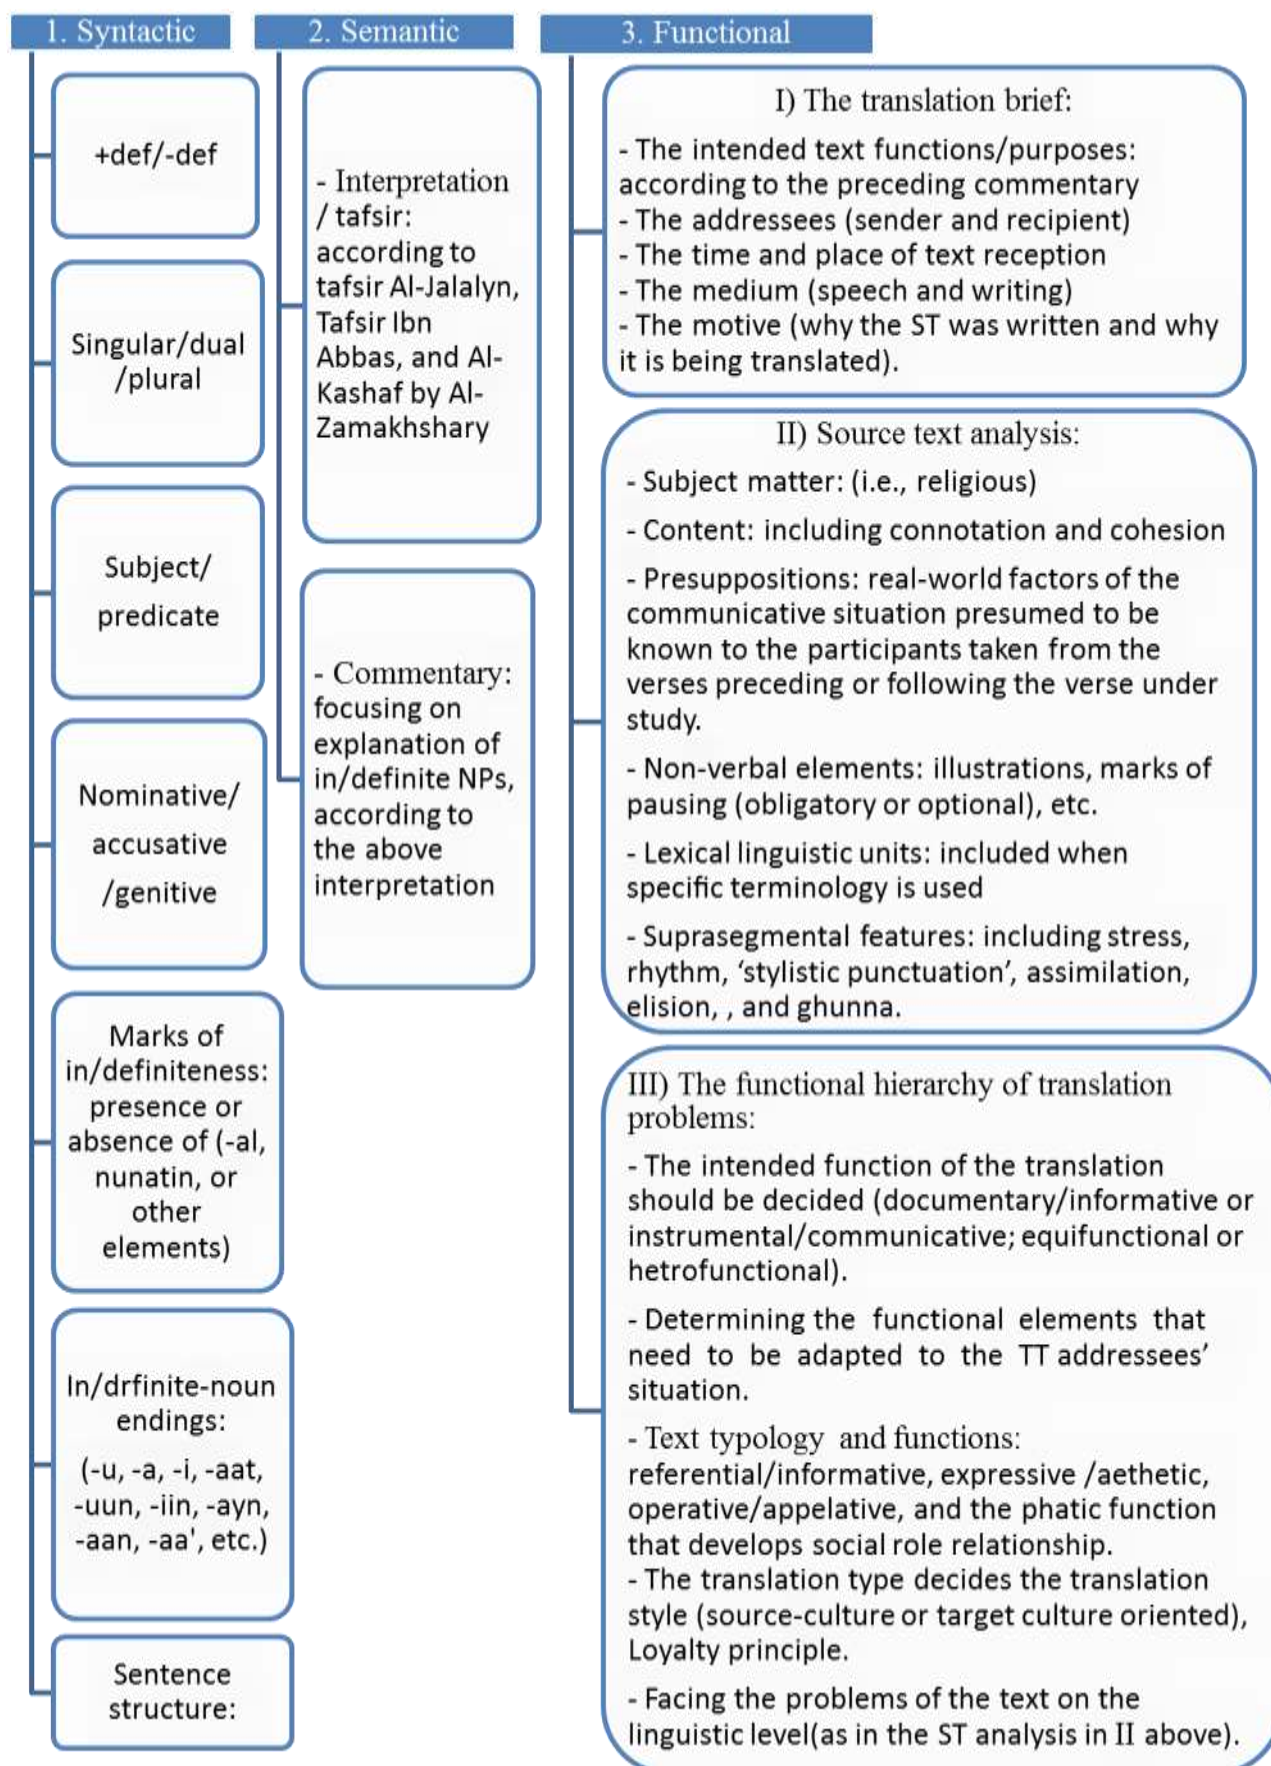 1. Syntactic
+def/-def
Singular/dual
/plural
Subject/
predicate
Nominative/
accusative
/genitive
Marks of
in/definiteness:
presence or
absence of (-al,
nunatin, or
other
elements)
In/drfinite-noun
endings:
(-u, -a, -i, -aat,
-uun, -iin, -ayn,
-aan, -aa', etc.)
Sentence
structure:
2. Semantic
- Interpretation
/ tafsir:
according to
tafsir Al-Jalalyn,
Tafsir Ibn
Abbas, and Al-
Kashaf by Al-
Zamakhshary
- Commentary:
focusing on
explanation of
in/definite NPs,
according to
the above
interpretation
3. Functional
I) The translation brief:
- The intended text functions/purposes:
according to the preceding commentary
- The addressees (sender and recipient)
- The time and place of text reception
- The medium (speech and writing)
- The motive (why the ST was written and why
it is being translated).
II) Source text analysis:
- Subject matter: (i.e., religious)
- Content: including connotation and cohesion
- Presuppositions: real-world factors of the
communicative situation presumed to be
known to the participants taken from the
verses preceding or following the verse under
study.
- Non-verbal elements: illustrations, marks of
pausing (obligatory or optional), etc.
- Lexical linguistic units: included when
specific terminology is used
- Suprasegmental features: including stress,
rhythm, ‘stylistic punctuation’, assimilation,
elision, , and ghunna.
III) The functional hierarchy of translation
problems:
- The intended function of the translation
should be decided (documentary/informative or
instrumental/communicative; equifunctional or
hetrofunctional).
- Determining the functional elements that
need to be adapted to the TT addressees’
situation.
- Text typology and functions:
referential/informative, expressive /aethetic,
operative/appelative, and the phatic function
that develops social role relationship.
- The translation type decides the translation
style (source-culture or target culture oriented),
Loyalty principle.
- Facing the problems of the text on the
linguistic level(as in the ST analysis in II above).